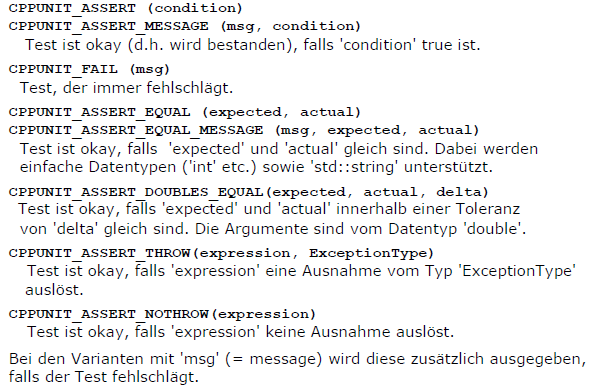 CPPUNIT_ASSERT (condition)
CPPUNIT_ASSERT_MESSAGE (msg, condition)
Test ist okay (d.h. wird bestanden), falls 'condition' true ist.
CPPUNIT_FAIL (msg)
Test, der immer fehlschlägt.
CPPUNIT_ASSERT_EQUAL (expected, actual)
CPPUNIT_ASSERT_EQUAL_MESSAGE (msg, expected, actual)
Test ist okay, falls 'expected' und 'actual' gleich sind. Dabei werden
einfache Datentypen ('int' etc.) sowie 'std::string' unterstützt.
CPPUNIT_ASSERT_DOUBLES_EQUAL(expected, actual, delta)
Test ist okay, falls 'expected' und 'actual' innerhalb einer Toleranz
von 'delta' gleich sind. Die Argumente sind vom Datentyp 'double'.
CPPUNIT_ASSERT_THROW(expression, ExceptionType)
Test ist okay, falls 'expression' eine Ausnahme vom Typ 'ExceptionType'
auslöst.
CPPUNIT_ASSERT_NOTHROW(expression)
Test ist okay, falls 'expression' keine Ausnahme auslöst.
Bei den Varianten mit 'msg' (= message) wird diese zusätzlich ausgegeben,
falls der Test fehlschlägt.